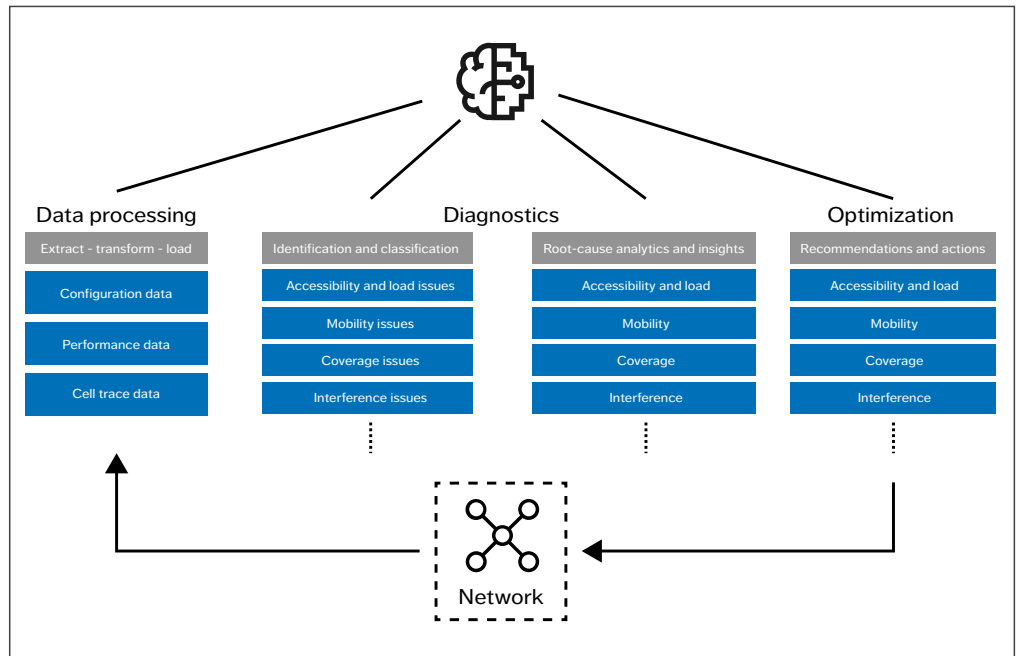 Data processing
Diagnostics
Optimization
Extract - transform - load
Identification and classification
Root-cause analytics and insights
Recommendations and actions
Configuration data
Performance data
Cell trace data
Accessibility and load issues
Mobility issues
Coverage issues
Interference issues
Accessibility and load
Mobility
Coverage
Interference
Accessibility and load
Mobility
Coverage
Interference
Network